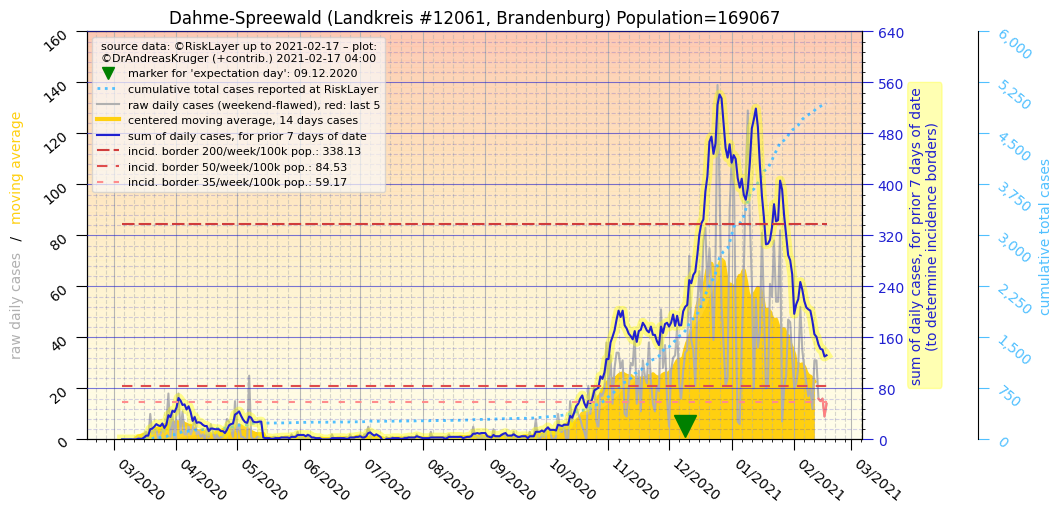 Dahme-Spreewald (Landkreis #12061, Brandenburg) Population=169067
source data: ©RiskLayer up to 2021-02-17 – plot:
©DrAndreasKruger (+contrib.) 2021-02-17 04:00
marker for 'expectation day': 09.12.2020
cumulative total cases reported at RiskLayer
raw daily cases (weekend-flawed), red: last 5
centered moving average, 14 days cases
sum of daily cases, for prior 7 days of date
incid. border 200/week/100k pop.: 338.13
incid. border 50/week/100k pop.: 84.53
incid. border 35/week/100k pop.: 59.17
raw daily cases / moving average
160
140
120
100
80
60
40
20
0
03/2020
04/2020
05/2020
06/2020
07/2020
08/2020
09/2020
10/2020
11/2020
12/2020
01/2021
02/2021
03/2021
640
560
480
400
320
240
160
80
0
sum of daily cases, for prior 7 days of date
(to determine incidence borders)
6,000
5,250
4,500
3,750
3,000
2,250
1,500
750
0
cumulative total cases